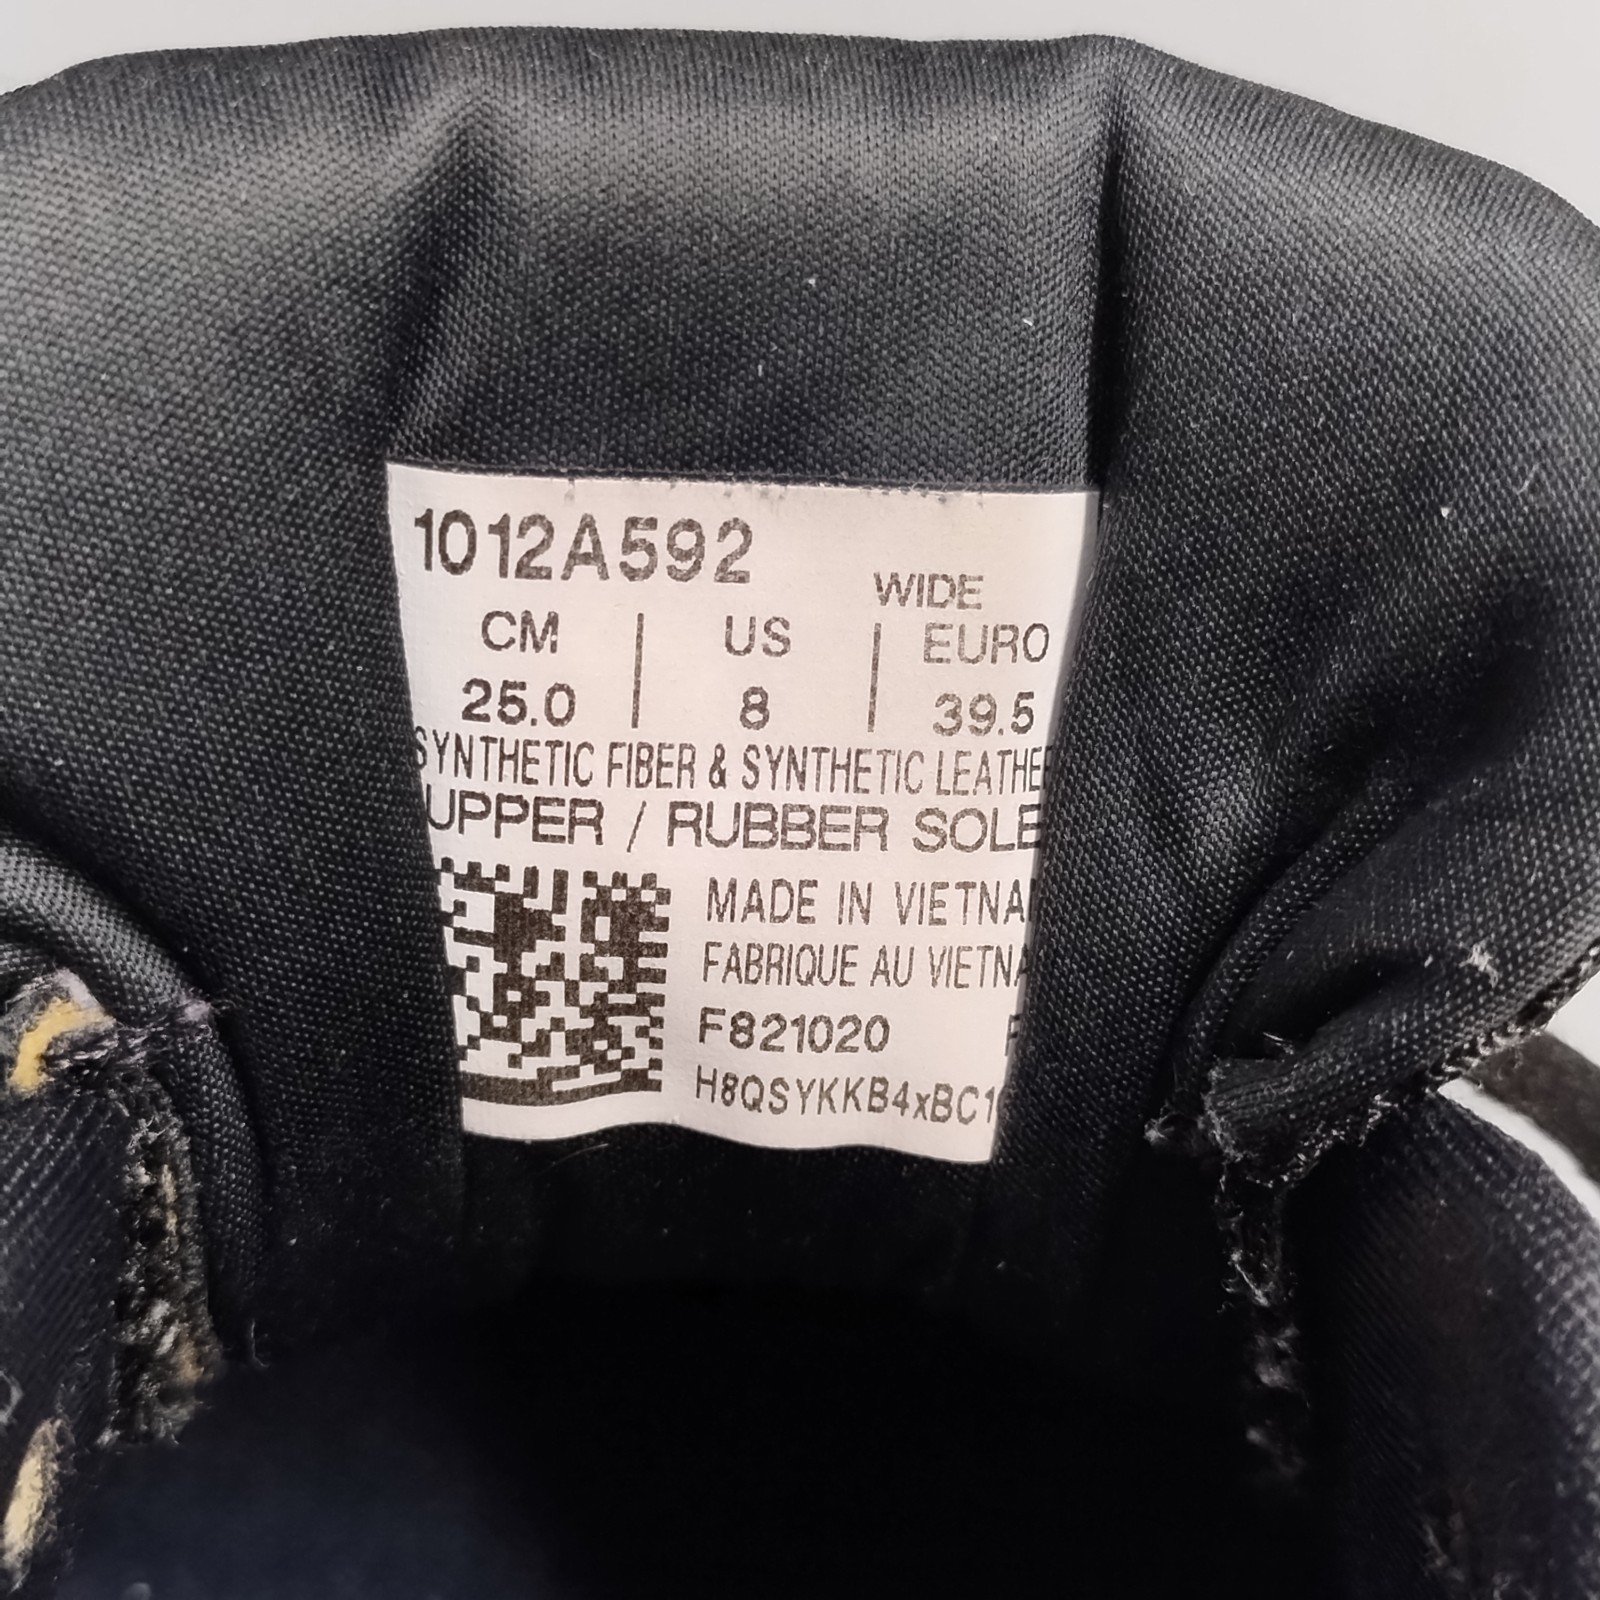 1012A592
WIDE
CM | US | EURO
25.0 | 8 | 39.5
SYNTHETIC FIBER & SYNTHETIC LEATHE
UPPER / RUBBER SOLE
MADE IN VIETNA
FABRIQUE AU VIETNA
F821020
H8QSYKKB4xBC1